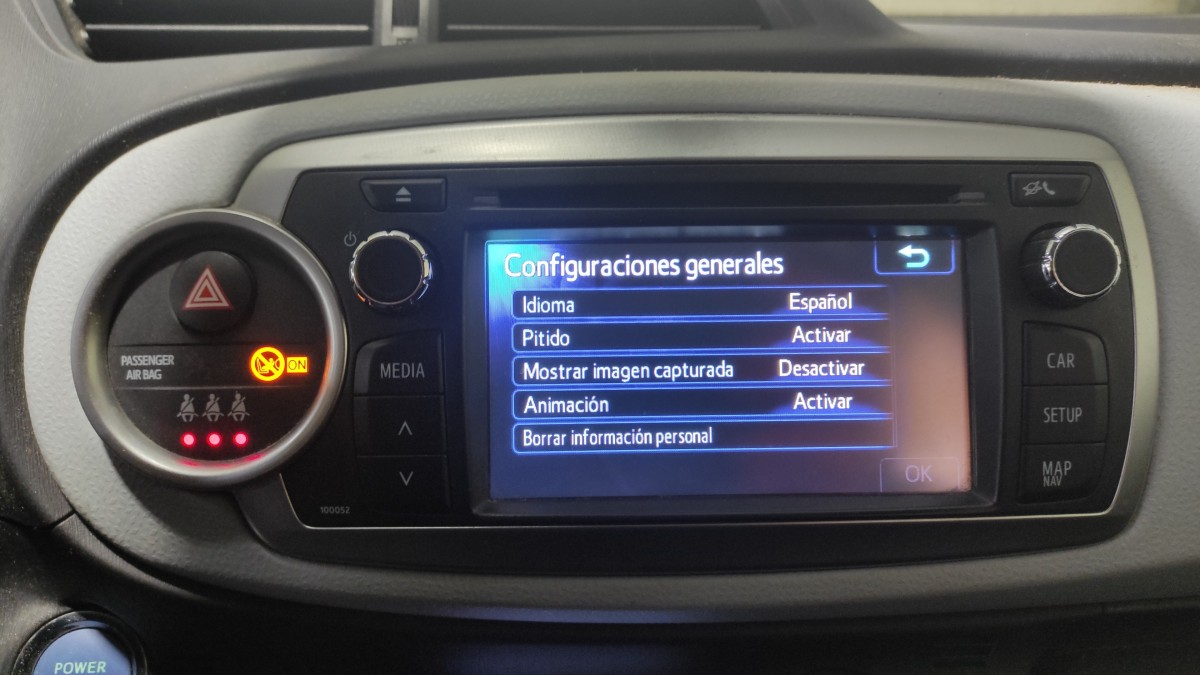 Configuraciones generales
Idioma Español
Pitido Activar
Mostrar imagen capturada Desactivar
Animación Activar
Borrar información personal
OK
PASSENGER
AIR BAG
ON
MEDIA
100052
CAR
SETUP
MAP
NAV
POWER